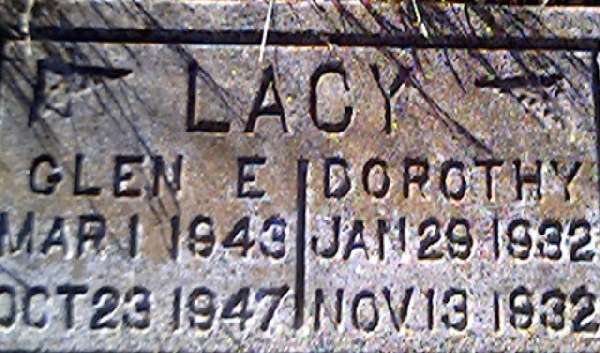 LACY
GLEN E DOROTHY
MAR 1 1943 JAN 29 1932
OCT 23 1947 NOV 13 1932